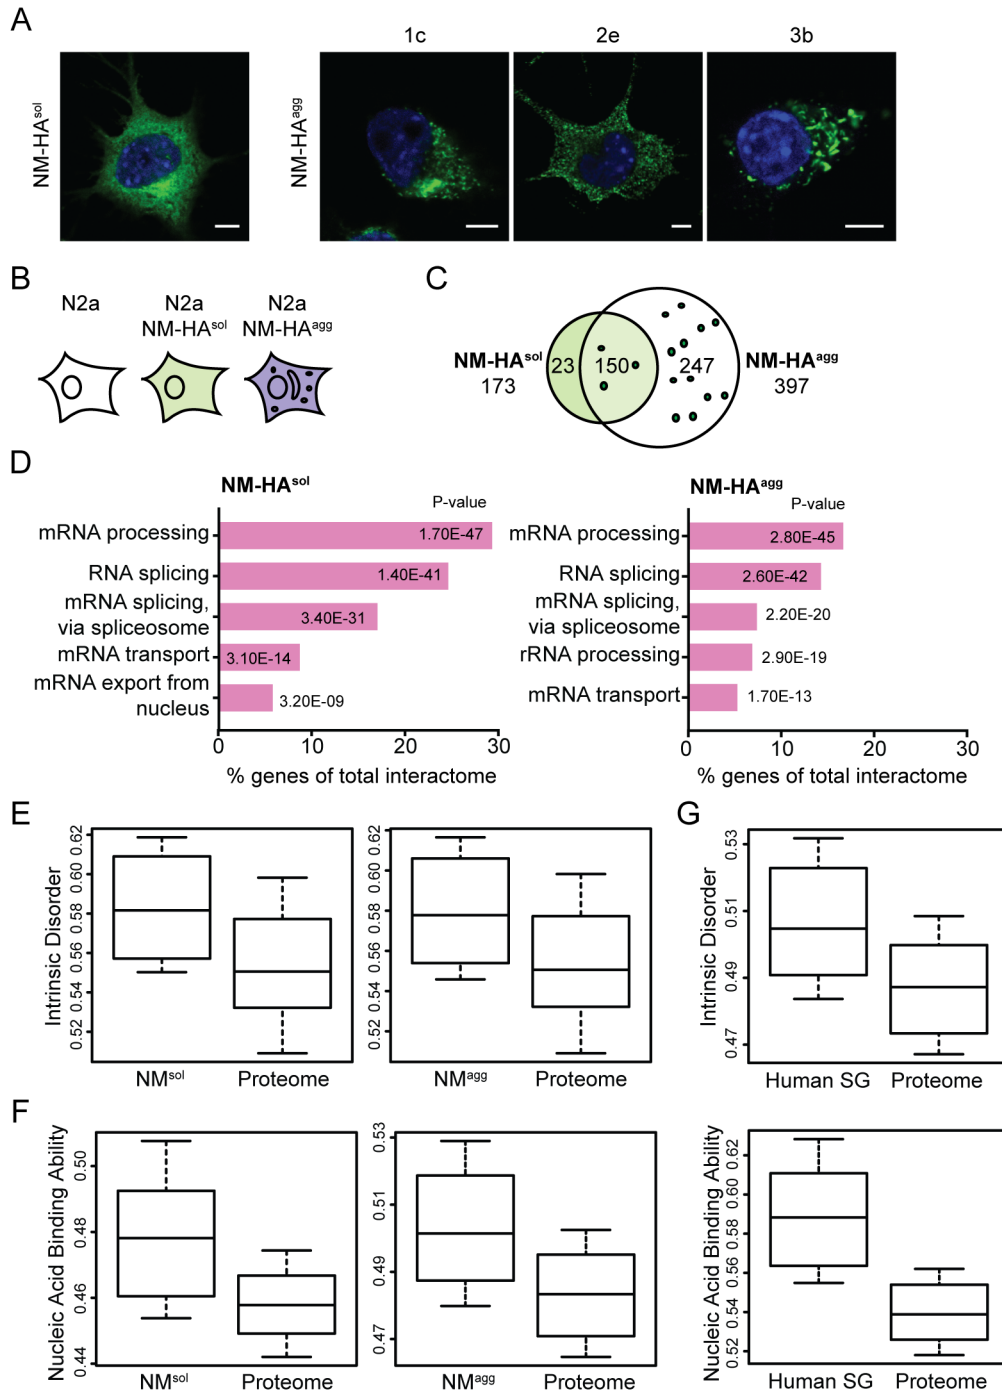 A
1c 2e 3b
NM-HAsol
NM-HAagg
B
N2a N2a N2a
NM-HAsol NM-HAagg
C
NM-HAsol 23 150 247 NM-HAagg
173 397
D
NM-HAsol
P-value
mRNA processing 1.70E-47
RNA splicing 1.40E-41
mRNA splicing,
via spliceosome 3.40E-31
mRNA transport 3.10E-14
mRNA export from
nucleus 3.20E-09
0 10 20 30
% genes of total interactome
NM-HAagg
P-value
mRNA processing 2.80E-45
RNA splicing 2.60E-42
mRNA splicing,
via spliceosome 2.20E-20
rRNA processing 2.90E-19
mRNA transport 1.70E-13
0 10 20 30
% genes of total interactome
E
Intrinsic Disorder
0.52 0.54 0.56 0.58 0.60 0.62
NMsol Proteome
0.52 0.54 0.56 0.58 0.60 0.62
NMagg Proteome
G
Intrinsic Disorder
0.47 0.49 0.51 0.53
Human SG Proteome
F
Nucleic Acid Binding Ability
0.44 0.46 0.48 0.50
NMsol Proteome
0.47 0.49 0.51 0.53
NMagg Proteome
Nucleic Acid Binding Ability
0.52 0.54 0.56 0.58 0.60 0.62
Human SG Proteome